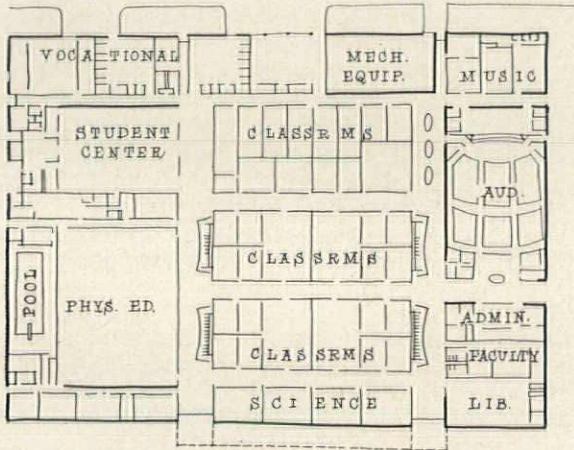 VOCATIONAL
MECH.
EQUIP.
MUSIC
STUDENT
CENTER
CLASSRMS
AUD.
CLASSRMS
POOL
PHYS. ED.
ADMIN.
CLASSRMS
FACULTY
SCIENCE
LIB.